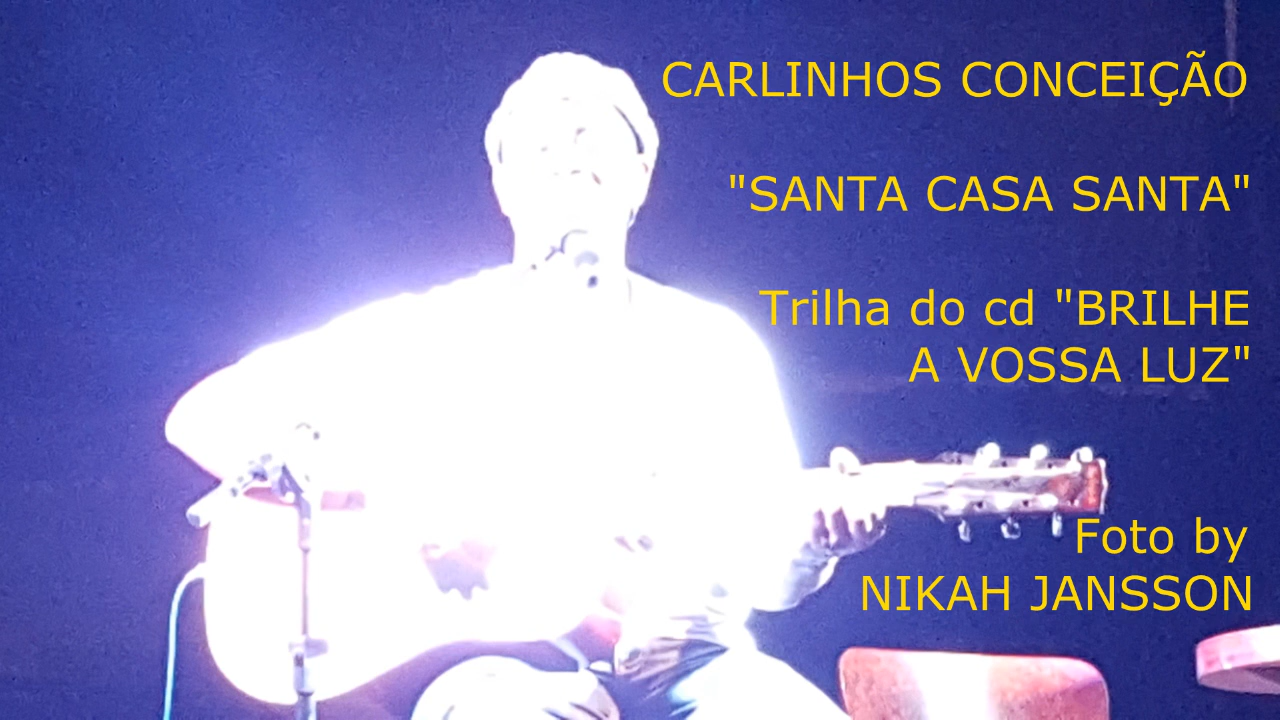 CARLINHOS CONCEIÇÃO
"SANTA CASA SANTA"
Trilha do cd "BRILHE
A VOSSA LUZ"
Foto by
NIKAH JANSSON